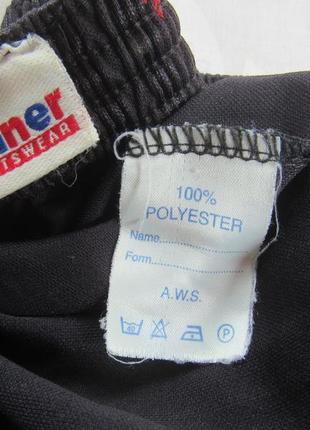 100%
POLYESTER
Name
Form
A.W.S.
40
P